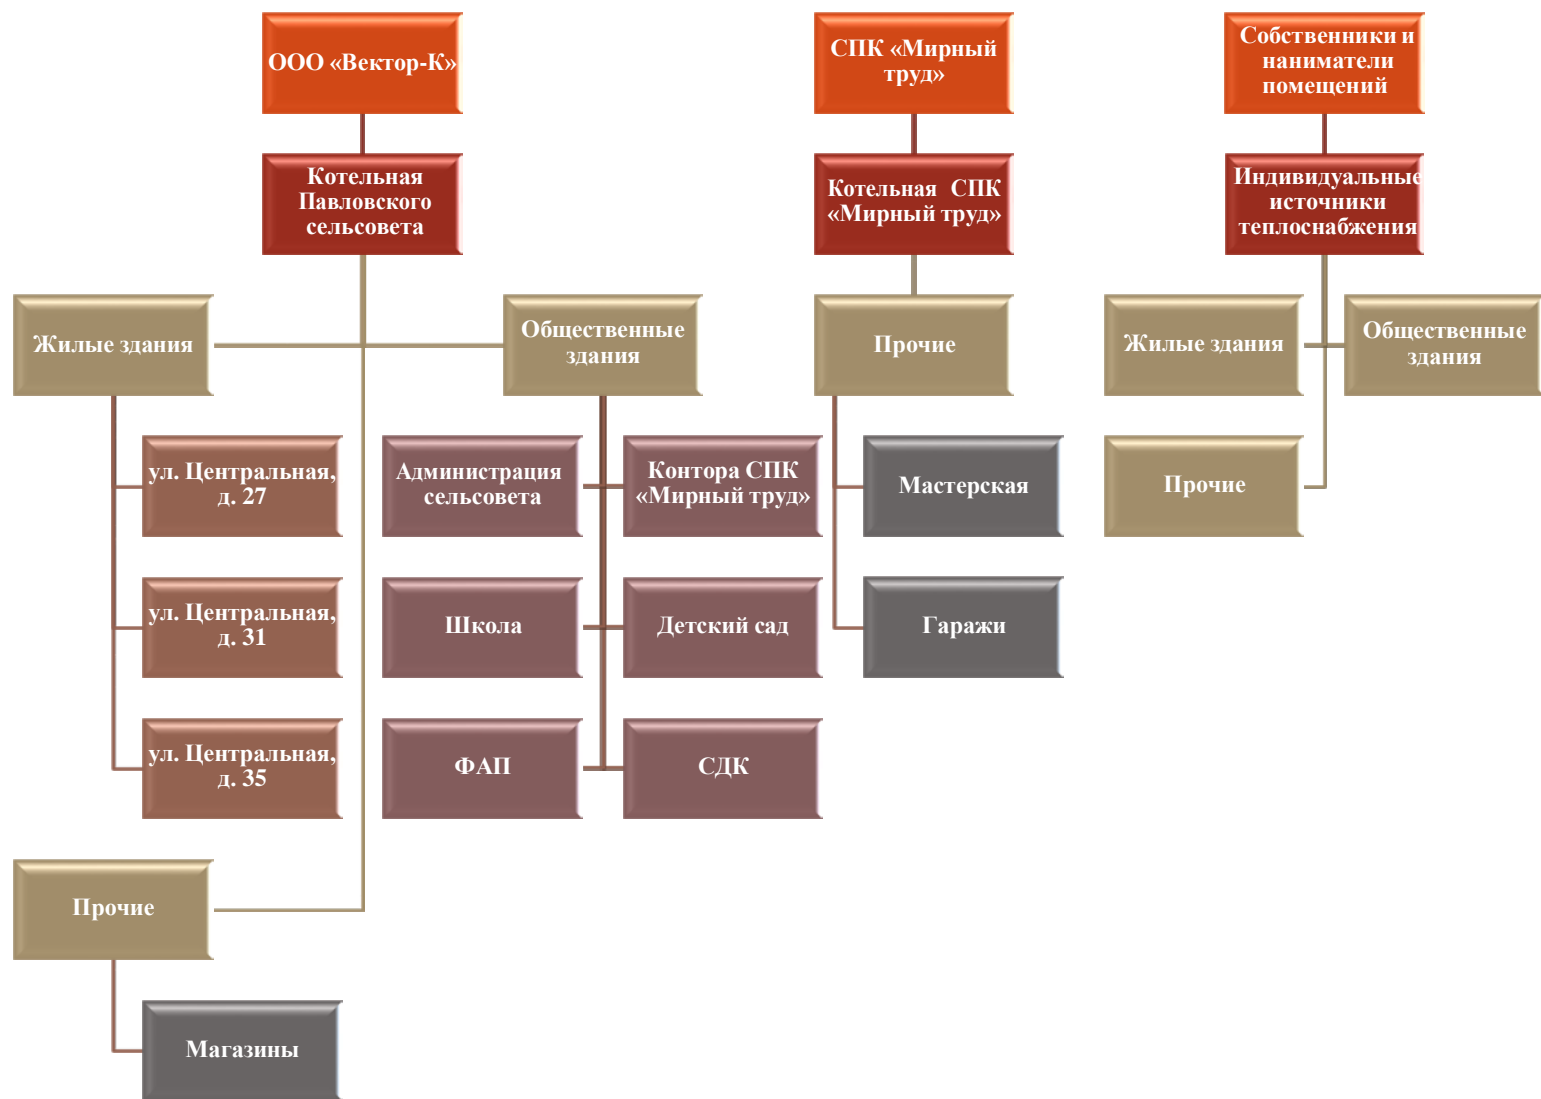 ООО «Вектор-К»
СПК «Мирный
труд»
Собственники и
наниматели
помещений
Котельная
Павловского
сельсовета
Котельная СПК
«Мирный труд»
Индивидуальные
источники
теплоснабжения
Жилые здания
Общественные
здания
Прочие
Жилые здания
Общественные
здания
ул. Центральная,
д. 27
Администрация
сельсовета
Контора СПК
«Мирный труд»
Мастерская
Прочие
ул. Центральная,
д. 31
Школа
Детский сад
Гаражи
ул. Центральная,
д. 35
ФАП
СДК
Прочие
Магазины